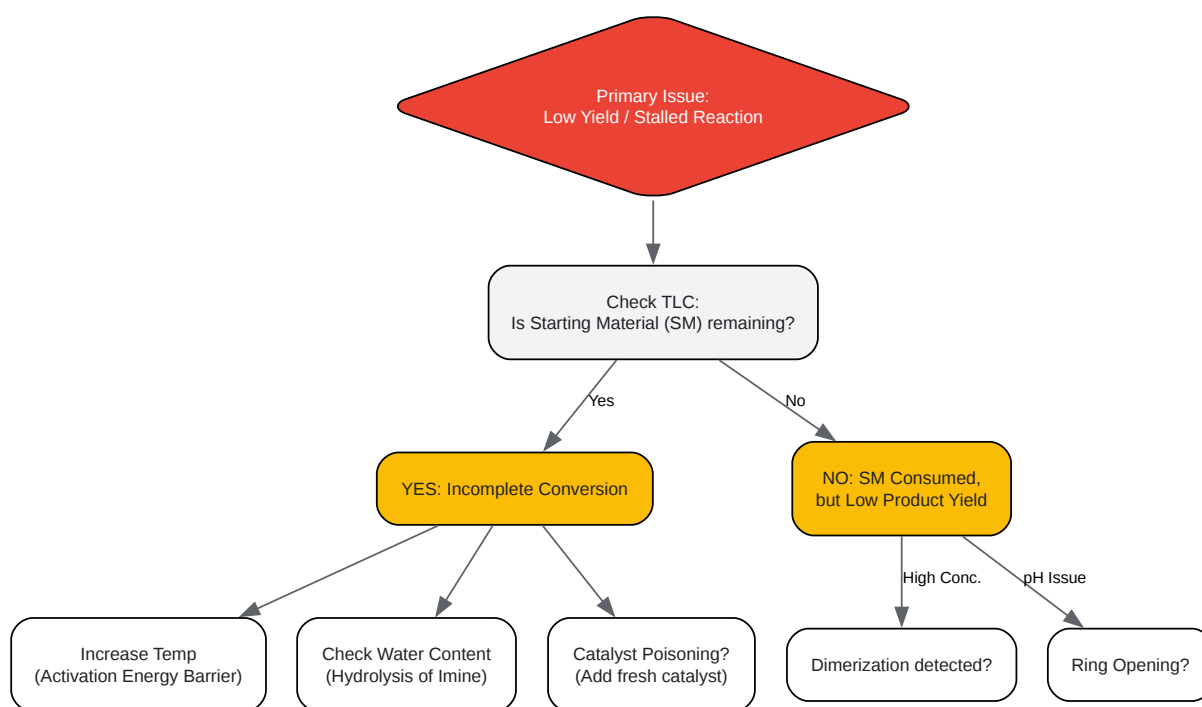 Primary Issue:
Low Yield / Stalled Reaction
Check TLC:
Is Starting Material (SM) remaining?
Yes
No
YES: Incomplete Conversion
NO: SM Consumed,
but Low Product Yield
High Conc.
pH Issue
Increase Temp
(Activation Energy Barrier)
Check Water Content
(Hydrolysis of Imine)
Catalyst Poisoning?
(Add fresh catalyst)
Dimerization detected?
Ring Opening?